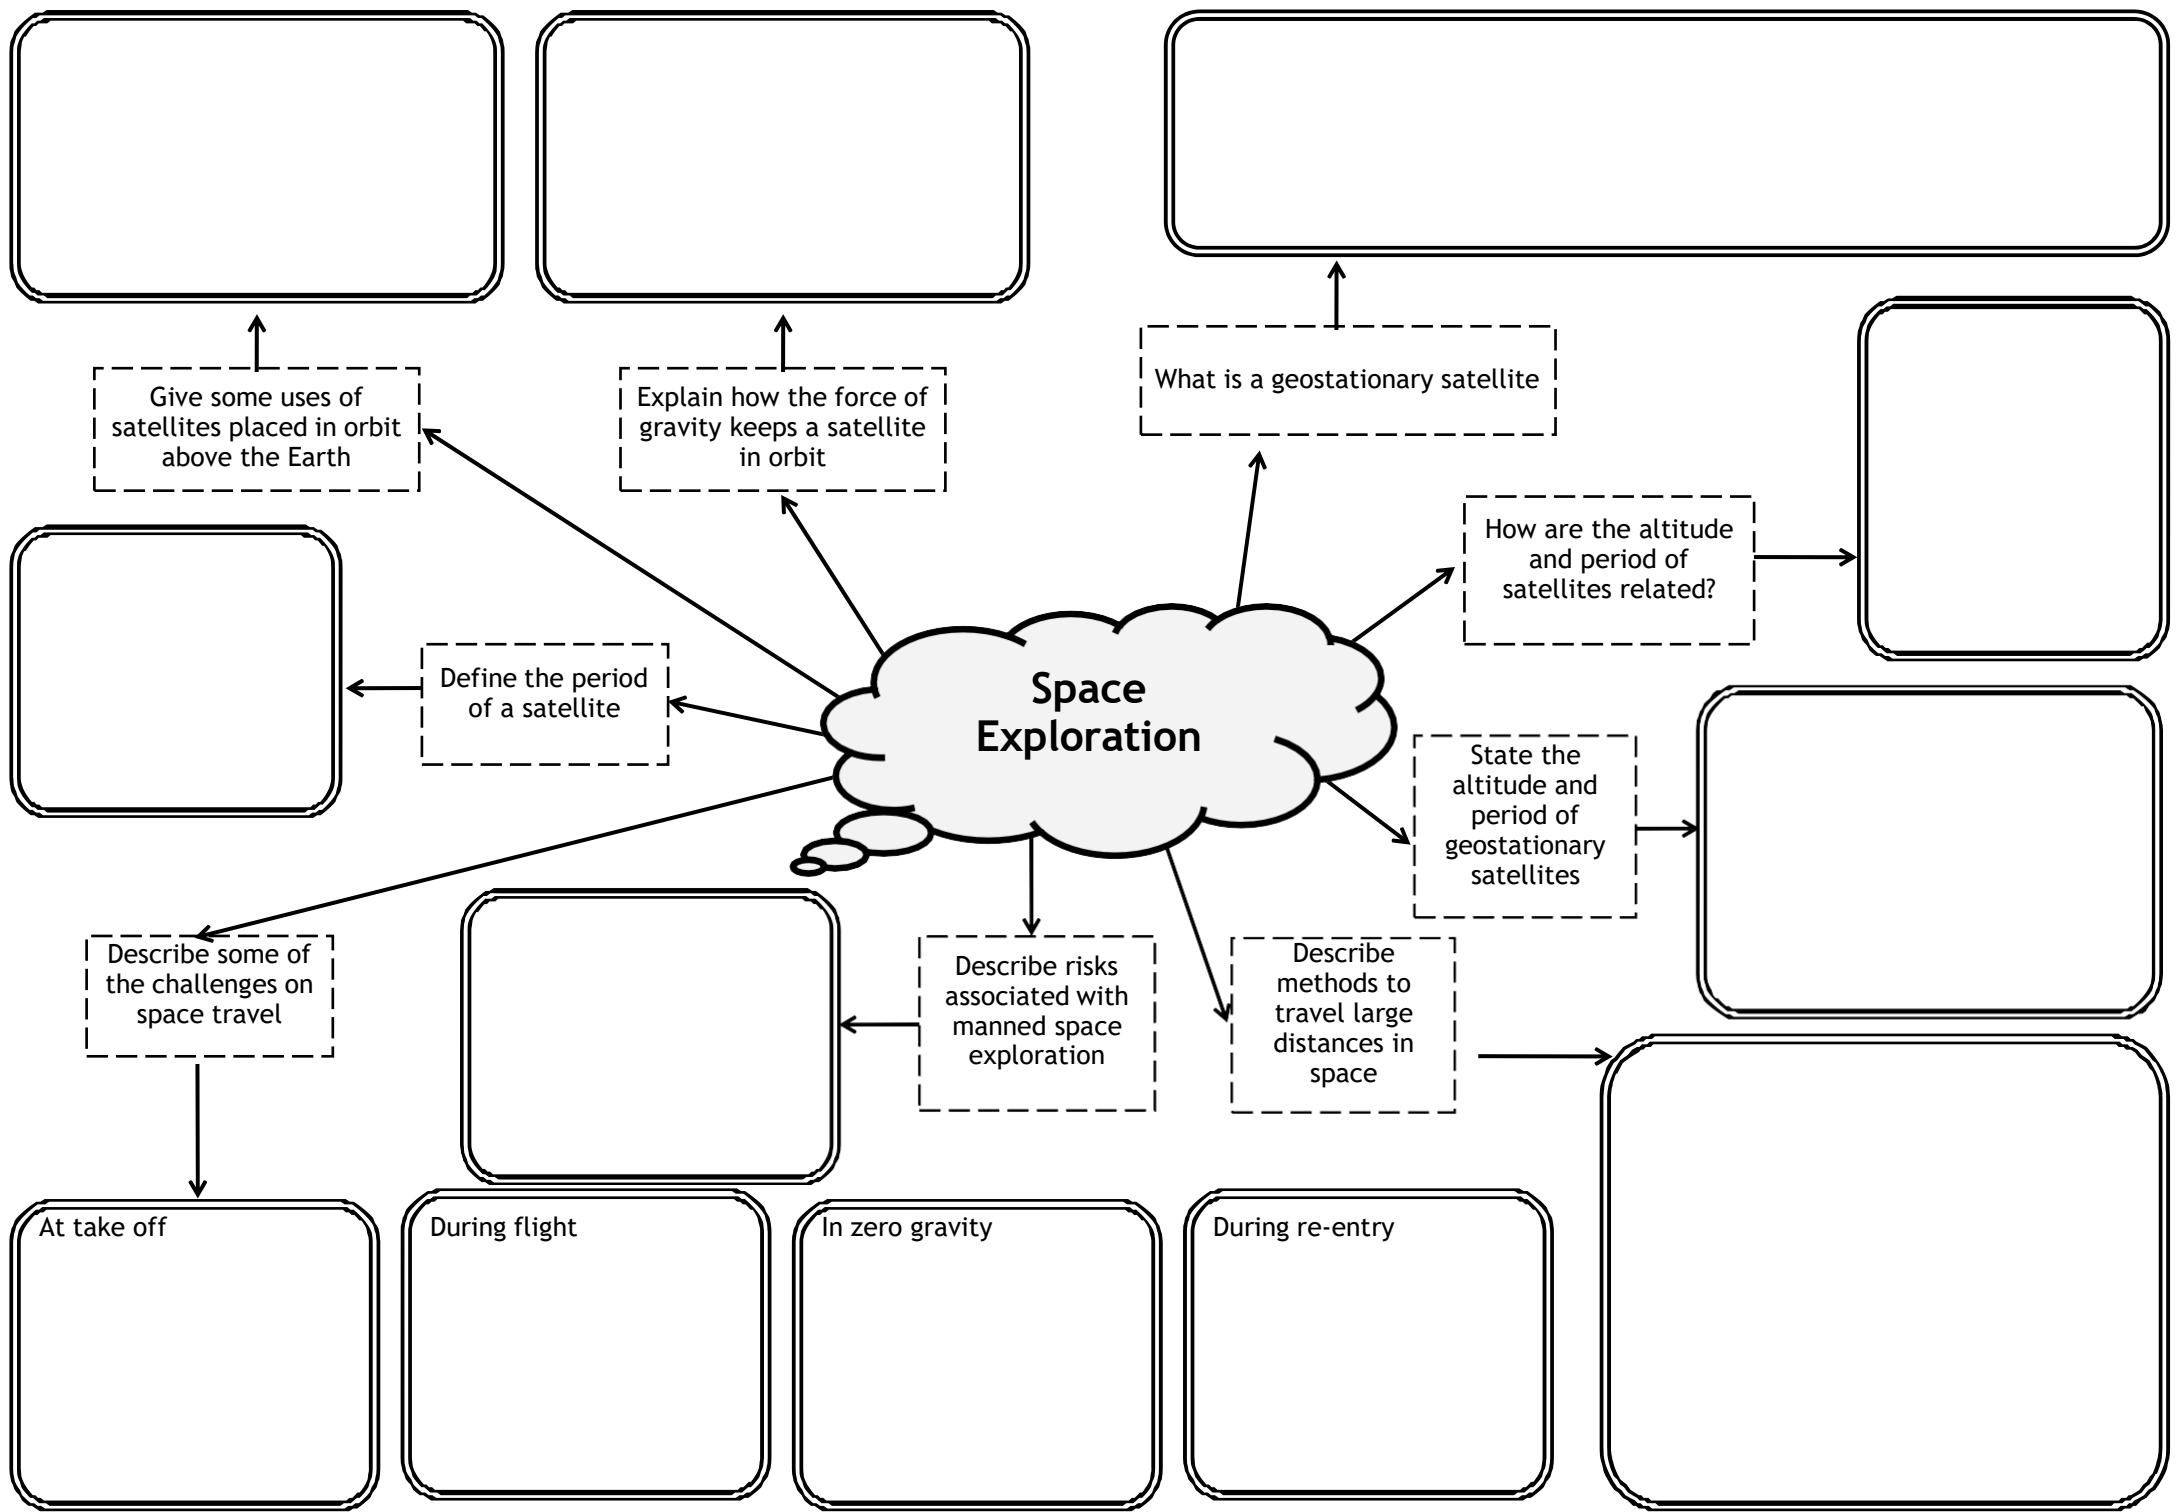 Give some uses of
satellites placed in orbit
above the Earth
Explain how the force of
gravity keeps a satellite
in orbit
What is a geostationary satellite
How are the altitude
and period of
satellites related?
Define the period
of a satellite
Space
Exploration
State the
altitude and
period of
geostationary
satellites
Describe some of
the challenges on
space travel
Describe risks
associated with
manned space
exploration
Describe
methods to
travel large
distances in
space
At take off
During flight
In zero gravity
During re-entry